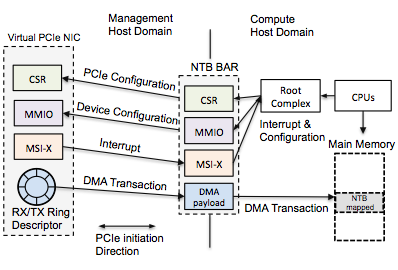 Management
Host Domain
Compute
Host Domain
Virtual PCIe NIC
NTB BAR
PCIe Configuration
CSR
CSR
Root
Complex
CPUs
Device Configuration
MMIO
MMIO
Interrupt &
Configuration
Main Memory
MSI-X
Interrupt
MSI-X
DMA Transaction
DMA
payload
NTB
mapped
DMA Transaction
RX/TX Ring
Descriptor
PCIe initiation
Direction